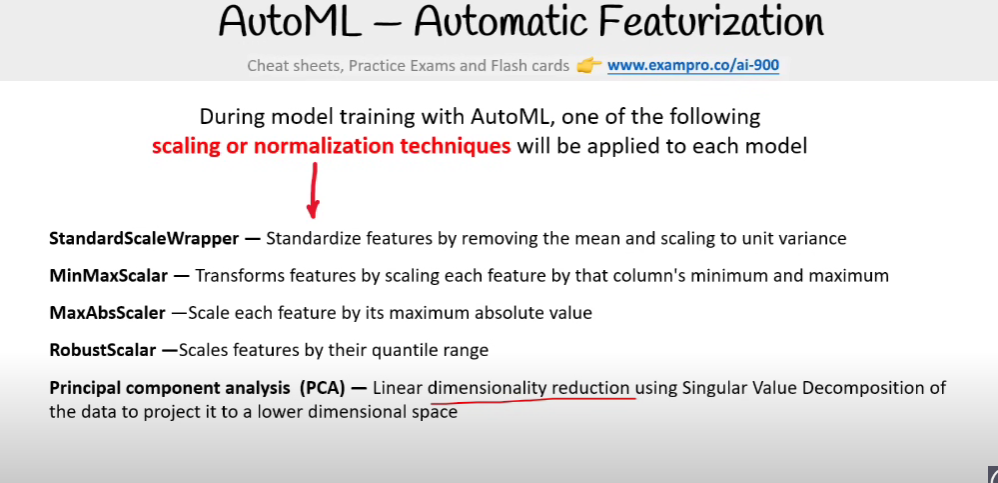 AutoML – Automatic Featurization
Cheat sheets, Practice Exams and Flash cards 👉 www.exampro.co/ai-900
During model training with AutoML, one of the following
scaling or normalization techniques will be applied to each model
StandardScaleWrapper — Standardize features by removing the mean and scaling to unit variance
MinMaxScalar — Transforms features by scaling each feature by that column's minimum and maximum
MaxAbsScaler —Scale each feature by its maximum absolute value
RobustScalar —Scales features by their quantile range
Principal component analysis (PCA) — Linear dimensionality reduction using Singular Value Decomposition of
the data to project it to a lower dimensional space